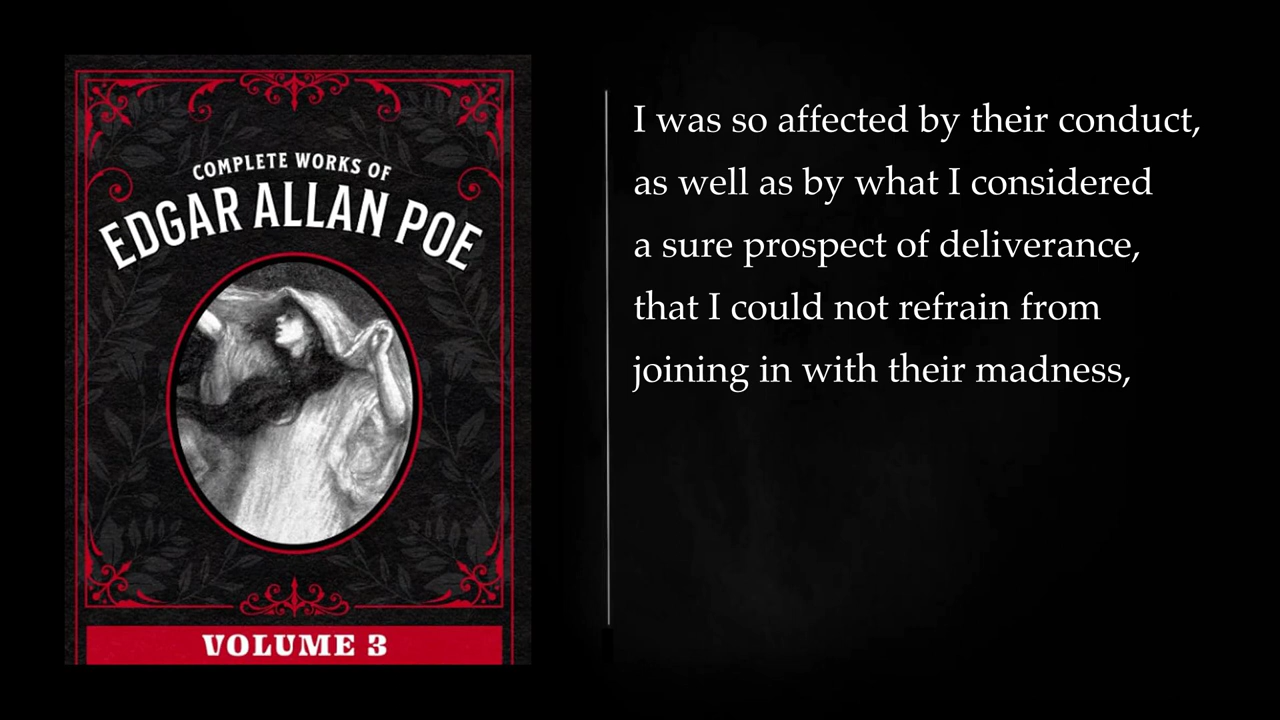 COMPLETE WORKS OF
EDGAR ALLAN POE
VOLUME 3
I was so affected by their conduct,
as well as by what I considered
a sure prospect of deliverance,
that I could not refrain from
joining in with their madness,